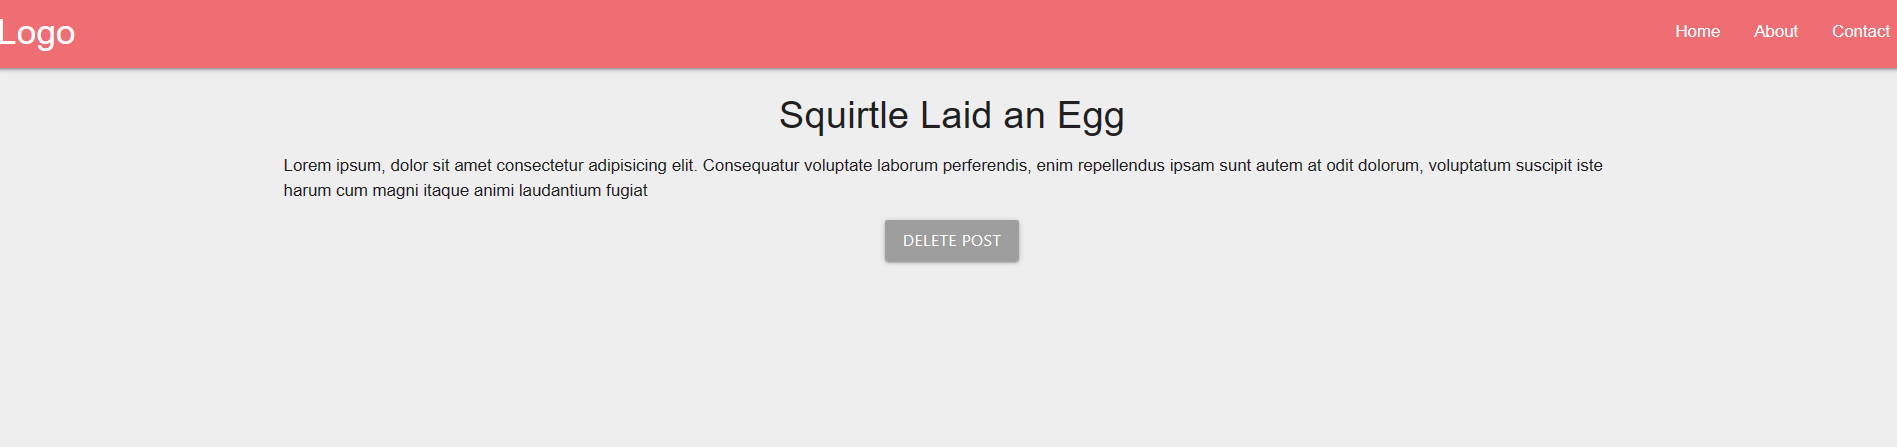 Logo
Home About Contact
Squirtle Laid an Egg
Lorem ipsum, dolor sit amet consectetur adipisicing elit. Consequatur voluptate laborum perferendis, enim repellendus ipsam sunt autem at odit dolorum, voluptatum suscipit iste
harum cum magni itaque animi laudantium fugiat
DELETE POST